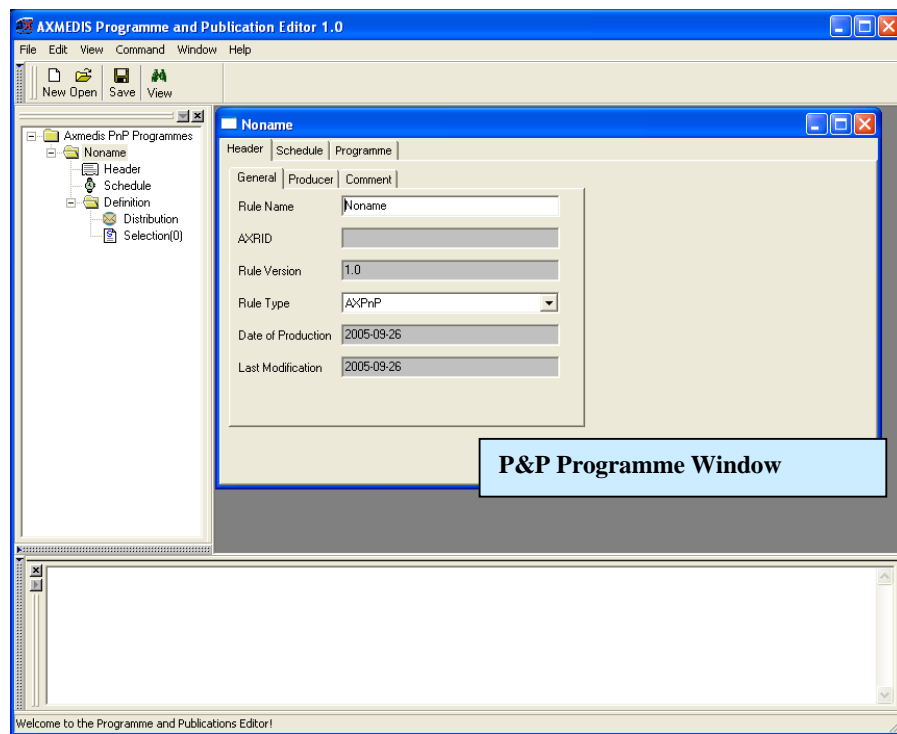 AXMEDIS Programme and Publication Editor 1.0
File Edit View Command Window Help
New Open Save View
Axmedis PnP Programmes
Noname
Header
Schedule
Definition
Distribution
Selection(0)
Noname
Header Schedule Programme
General Producer Comment
Rule Name Noname
AXRID
Rule Version 1.0
Rule Type AXPnP
Date of Production 2005-09-26
Last Modification 2005-09-26
P&P Programme Window
Welcome to the Programme and Publications Editor!